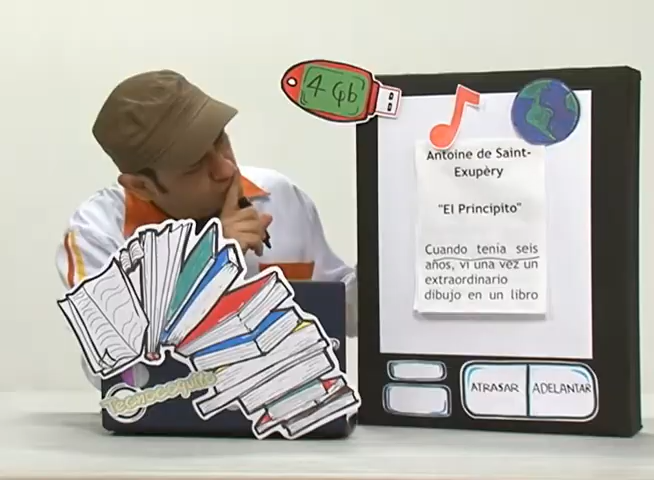 4 Gb
Antoine de Saint-
Exupèry
"El Principito"
Cuando tenia seis
años, vi una vez un
extraordinario
dibujo en un libro
ATRASAR
ADELANTAR